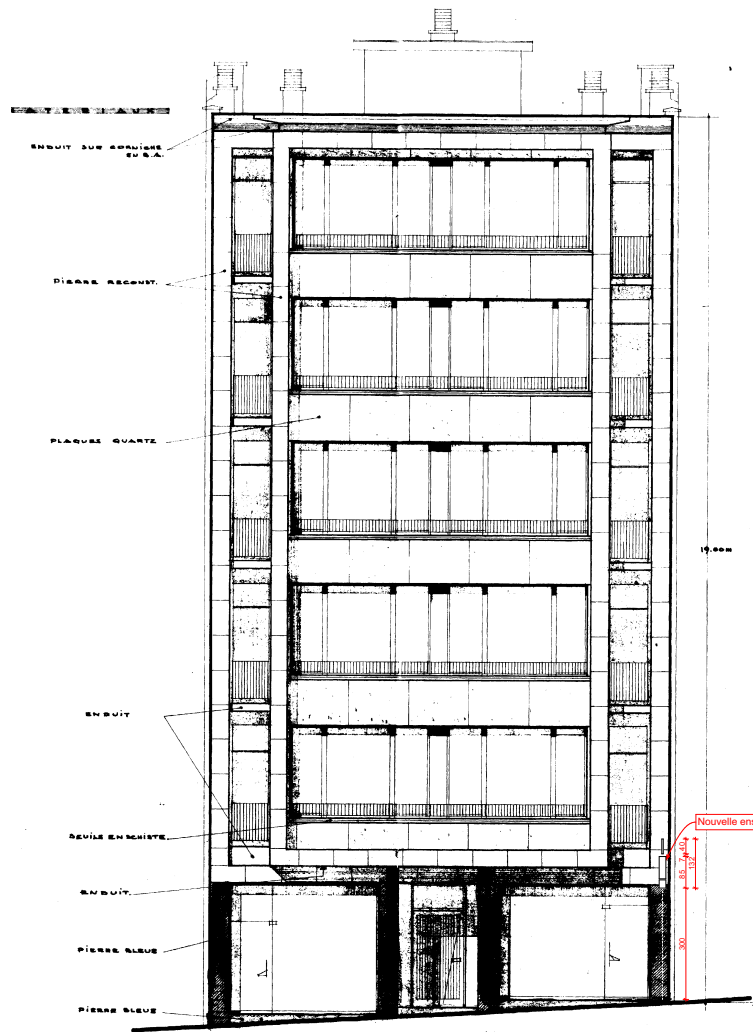 MATERIAUX
ENDUIT SUR CORNICHE
EN B.A.
PIERRE RECONST.
PLAQUES QUARTZ
19.00M
ENDUIT
SEUILS EN SCHISTE
Nouvelle ens
40
7
85
132
ENDUIT.
300
PIERRE BLEUE
PIERRE BLEUE